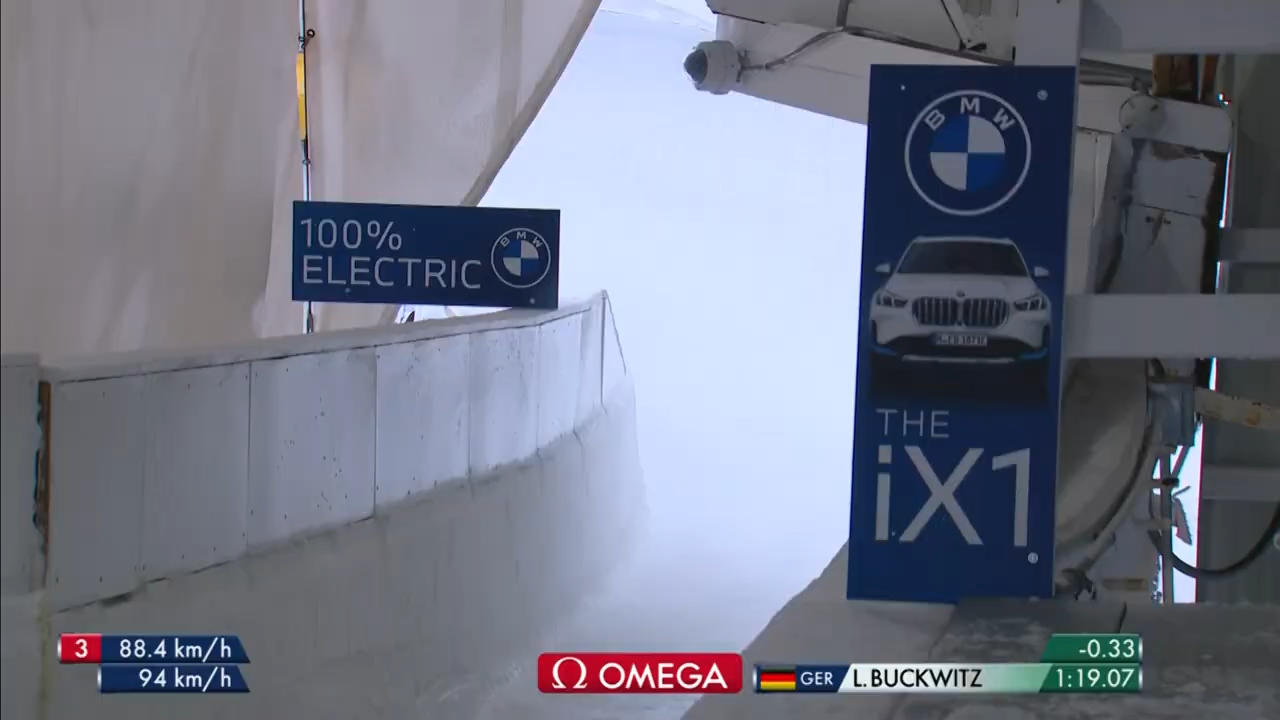 BMW
100%
ELECTRIC
BMW
THE
iX1
3 88.4 km/h
94 km/h
Ω OMEGA
-0.33
GER L.BUCKWITZ 1:19.07